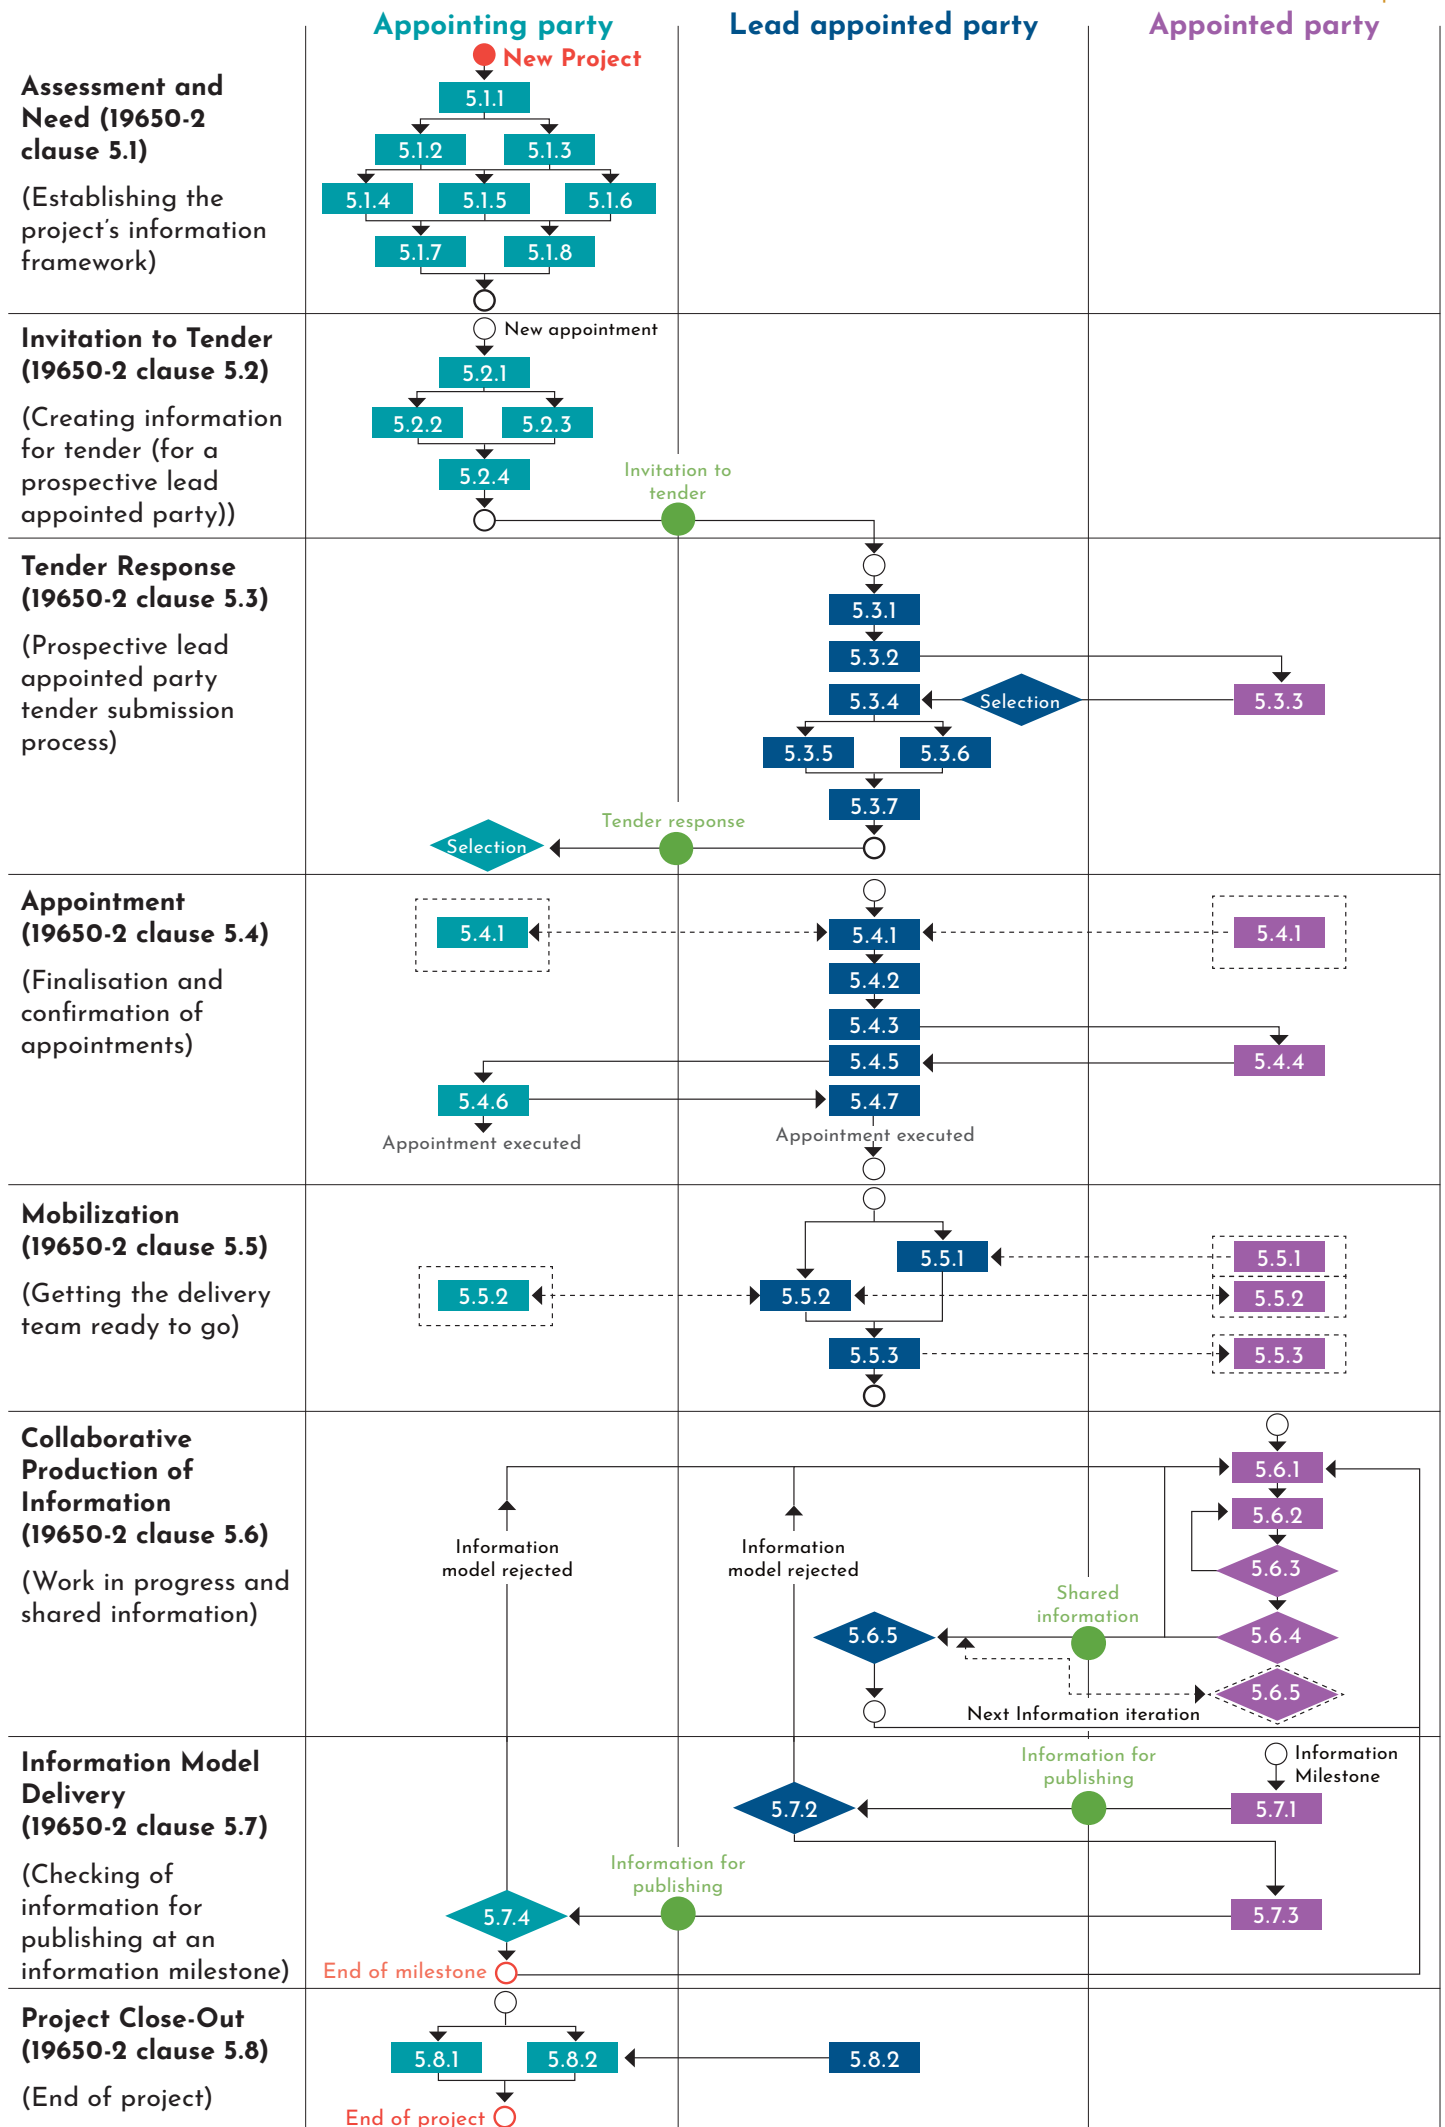 Appointing party
Lead appointed party
Appointed party
New Project
Assessment and
Need (19650-2
clause 5.1)
(Establishing the
project's information
framework)
5.1.1
5.1.2
5.1.3
5.1.4
5.1.5
5.1.6
5.1.7
5.1.8
Invitation to Tender
(19650-2 clause 5.2)
(Creating information
for tender (for a
prospective lead
appointed party))
New appointment
5.2.1
5.2.2
5.2.3
5.2.4
Invitation to
tender
Tender Response
(19650-2 clause 5.3)
(Prospective lead
appointed party
tender submission
process)
5.3.1
5.3.2
5.3.4
Selection
5.3.3
5.3.5
5.3.6
5.3.7
Tender response
Selection
Appointment
(19650-2 clause 5.4)
(Finalisation and
confirmation of
appointments)
5.4.1
5.4.1
5.4.1
5.4.2
5.4.3
5.4.5
5.4.4
5.4.6
5.4.7
Appointment executed
Appointment executed
Mobilization
(19650-2 clause 5.5)
(Getting the delivery
team ready to go)
5.5.1
5.5.1
5.5.2
5.5.2
5.5.2
5.5.3
5.5.3
Collaborative
Production of
Information
(19650-2 clause 5.6)
(Work in progress and
shared information)
5.6.1
5.6.2
Information
model rejected
Information
model rejected
5.6.3
Shared
information
5.6.5
5.6.4
5.6.5
Next Information iteration
Information Model
Delivery
(19650-2 clause 5.7)
(Checking of
information for
publishing at an
information milestone)
Information for
publishing
Information
Milestone
5.7.2
5.7.1
Information for
publishing
5.7.4
5.7.3
End of milestone
Project Close-Out
(19650-2 clause 5.8)
(End of project)
5.8.1
5.8.2
5.8.2
End of project